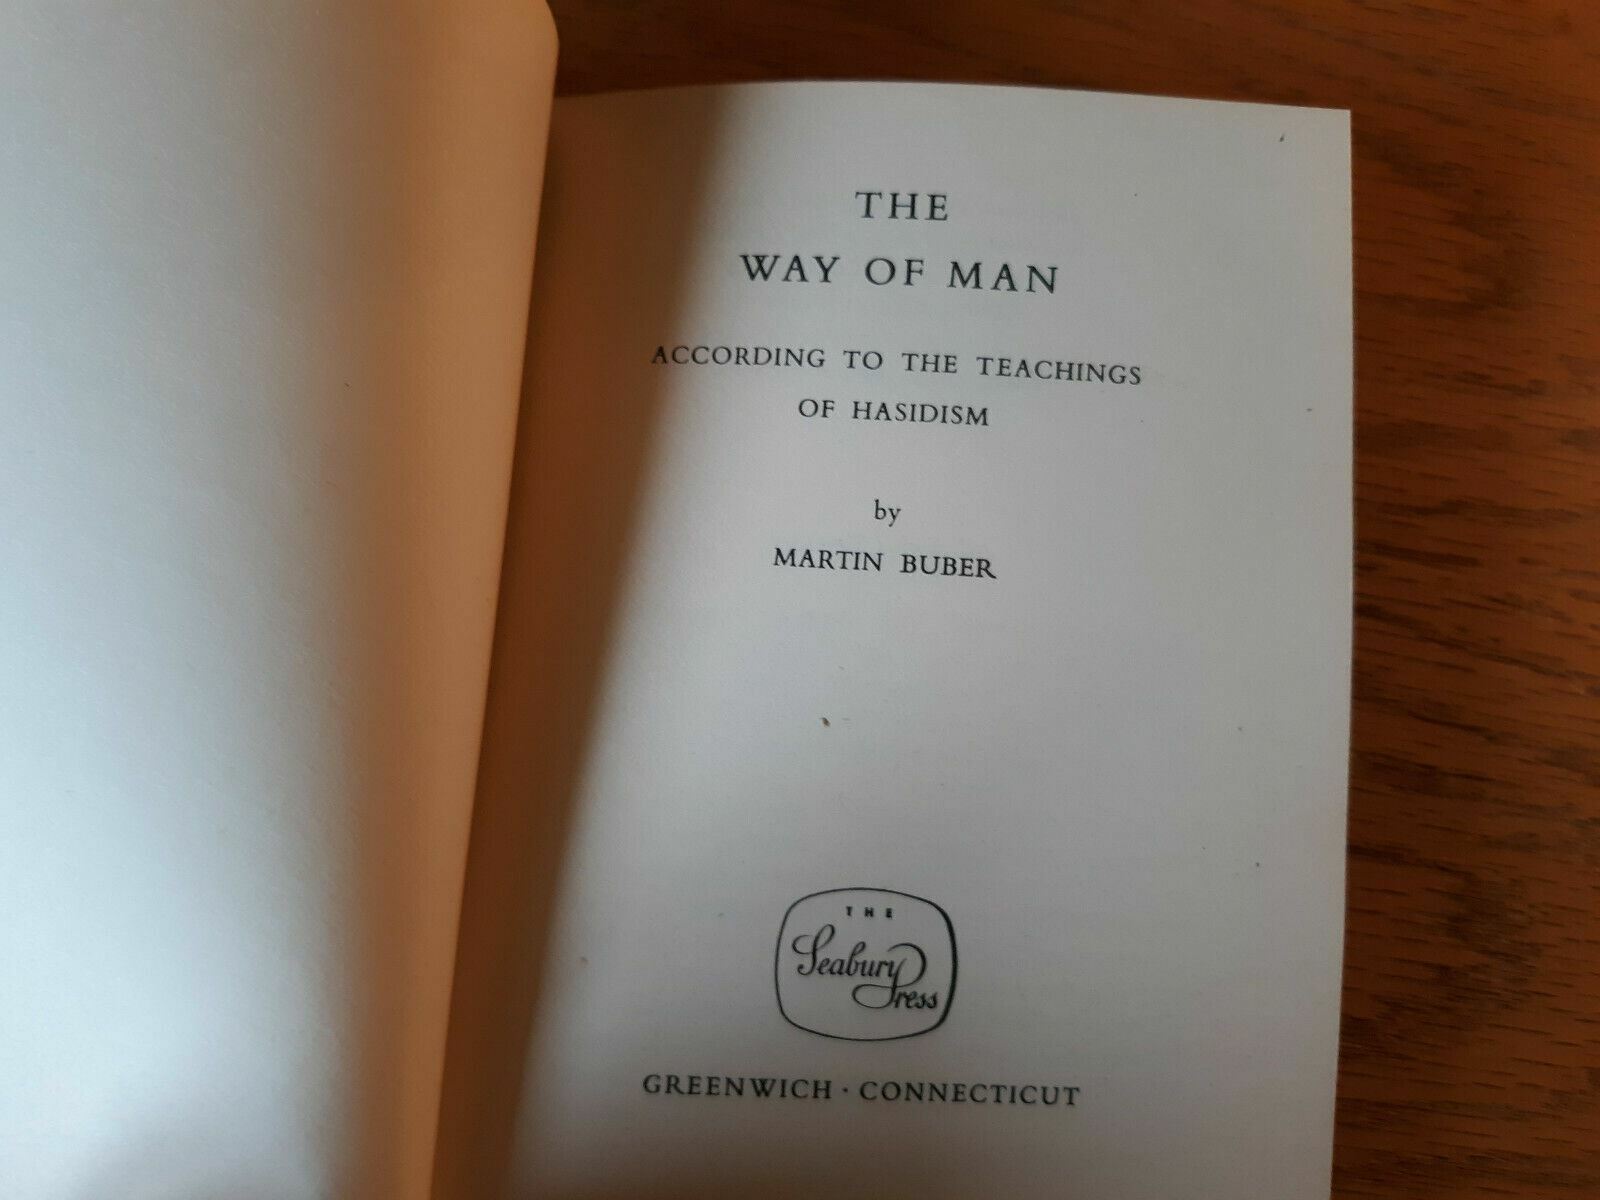 THE
WAY OF MAN
ACCORDING TO THE TEACHINGS
OF HASIDISM
by
MARTIN BUBER
THE
Seabury
Press
GREENWICH · CONNECTICUT